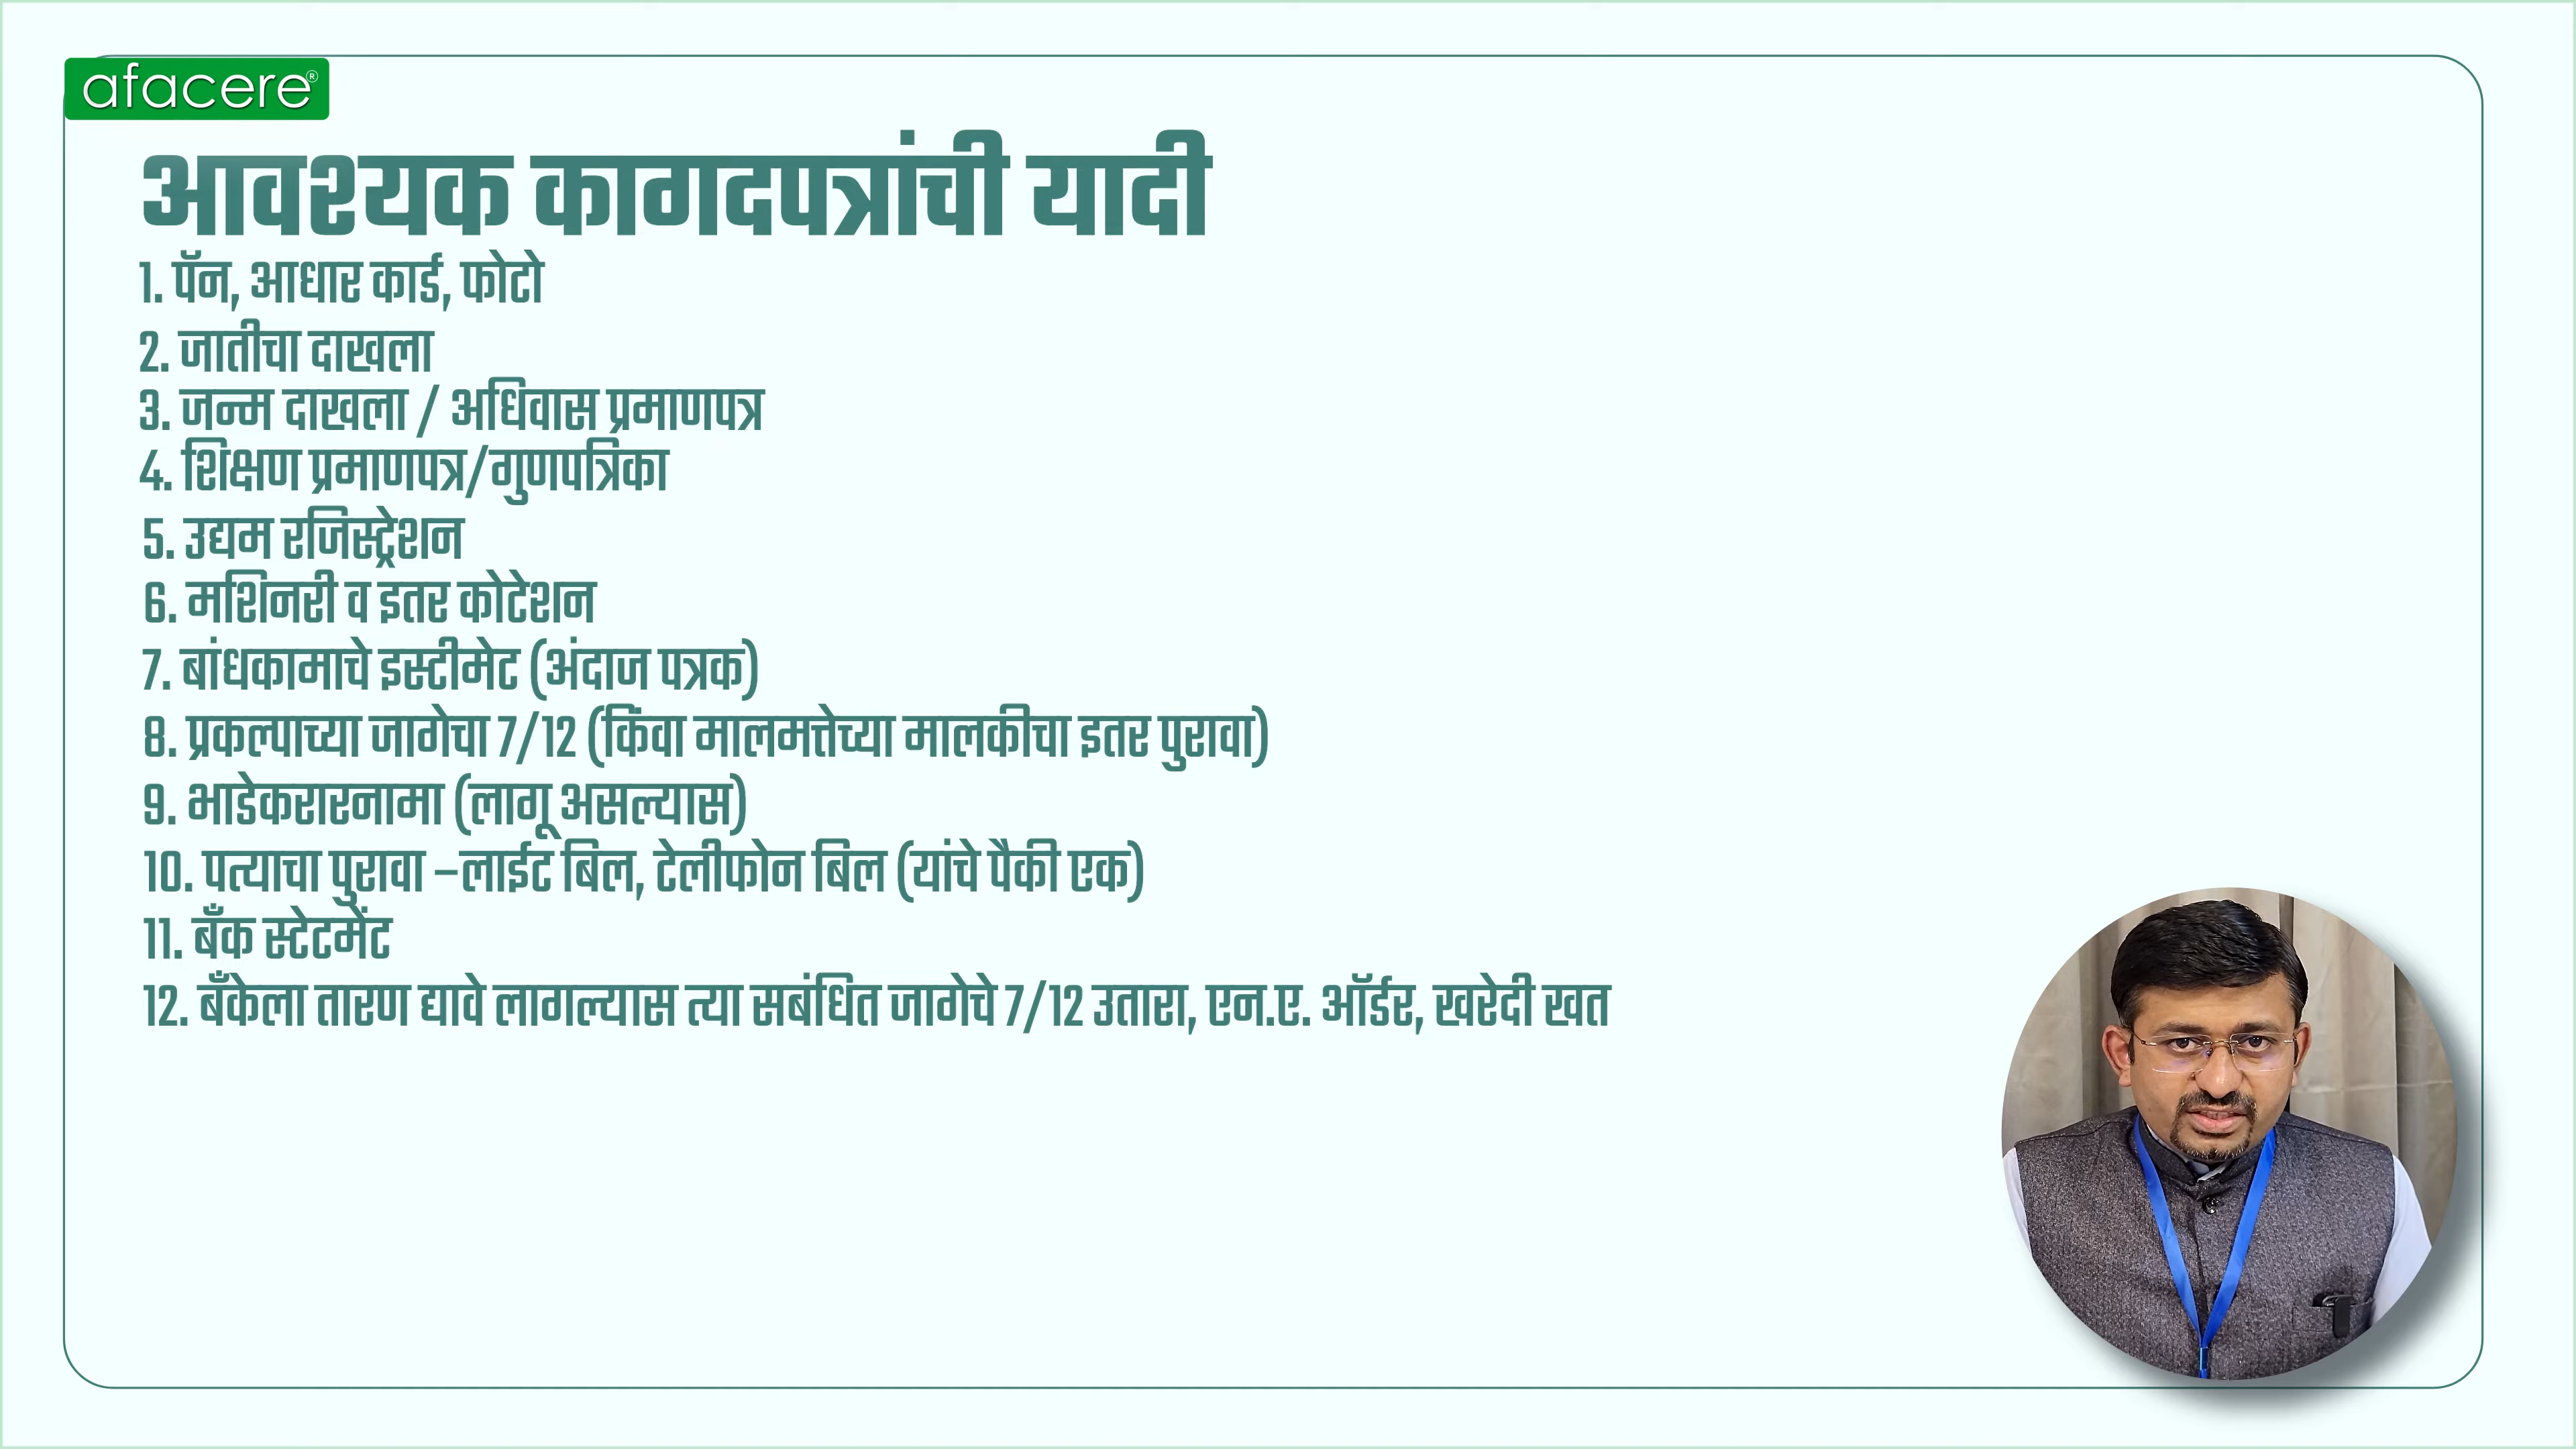 afacere®
आवश्यक कागदपत्रांची यादी
1. पॅन, आधार कार्ड, फोटो
2. जातीचा दाखला
3. जन्म दाखला / अधिवास प्रमाणपत्र
4. शिक्षण प्रमाणपत्र/गुणपत्रिका
5. उद्यम रजिस्ट्रेशन
6. मशिनरी व इतर कोटेशन
7. बांधकामाचे इस्टीमेट (अंदाज पत्रक)
8. प्रकल्पाच्या जागेचा 7/12 (किंवा मालमत्तेच्या मालकीचा इतर पुरावा)
9. भाडेकरारनामा (लागू असल्यास)
10. पत्याचा पुरावा –लाईट बिल, टेलीफोन बिल (यांचे पैकी एक)
11. बँक स्टेटमेंट
12. बँकेला तारण द्यावे लागल्यास त्या सबंधित जागेचे 7/12 उतारा, एन.ए. ऑर्डर, खरेदी खत